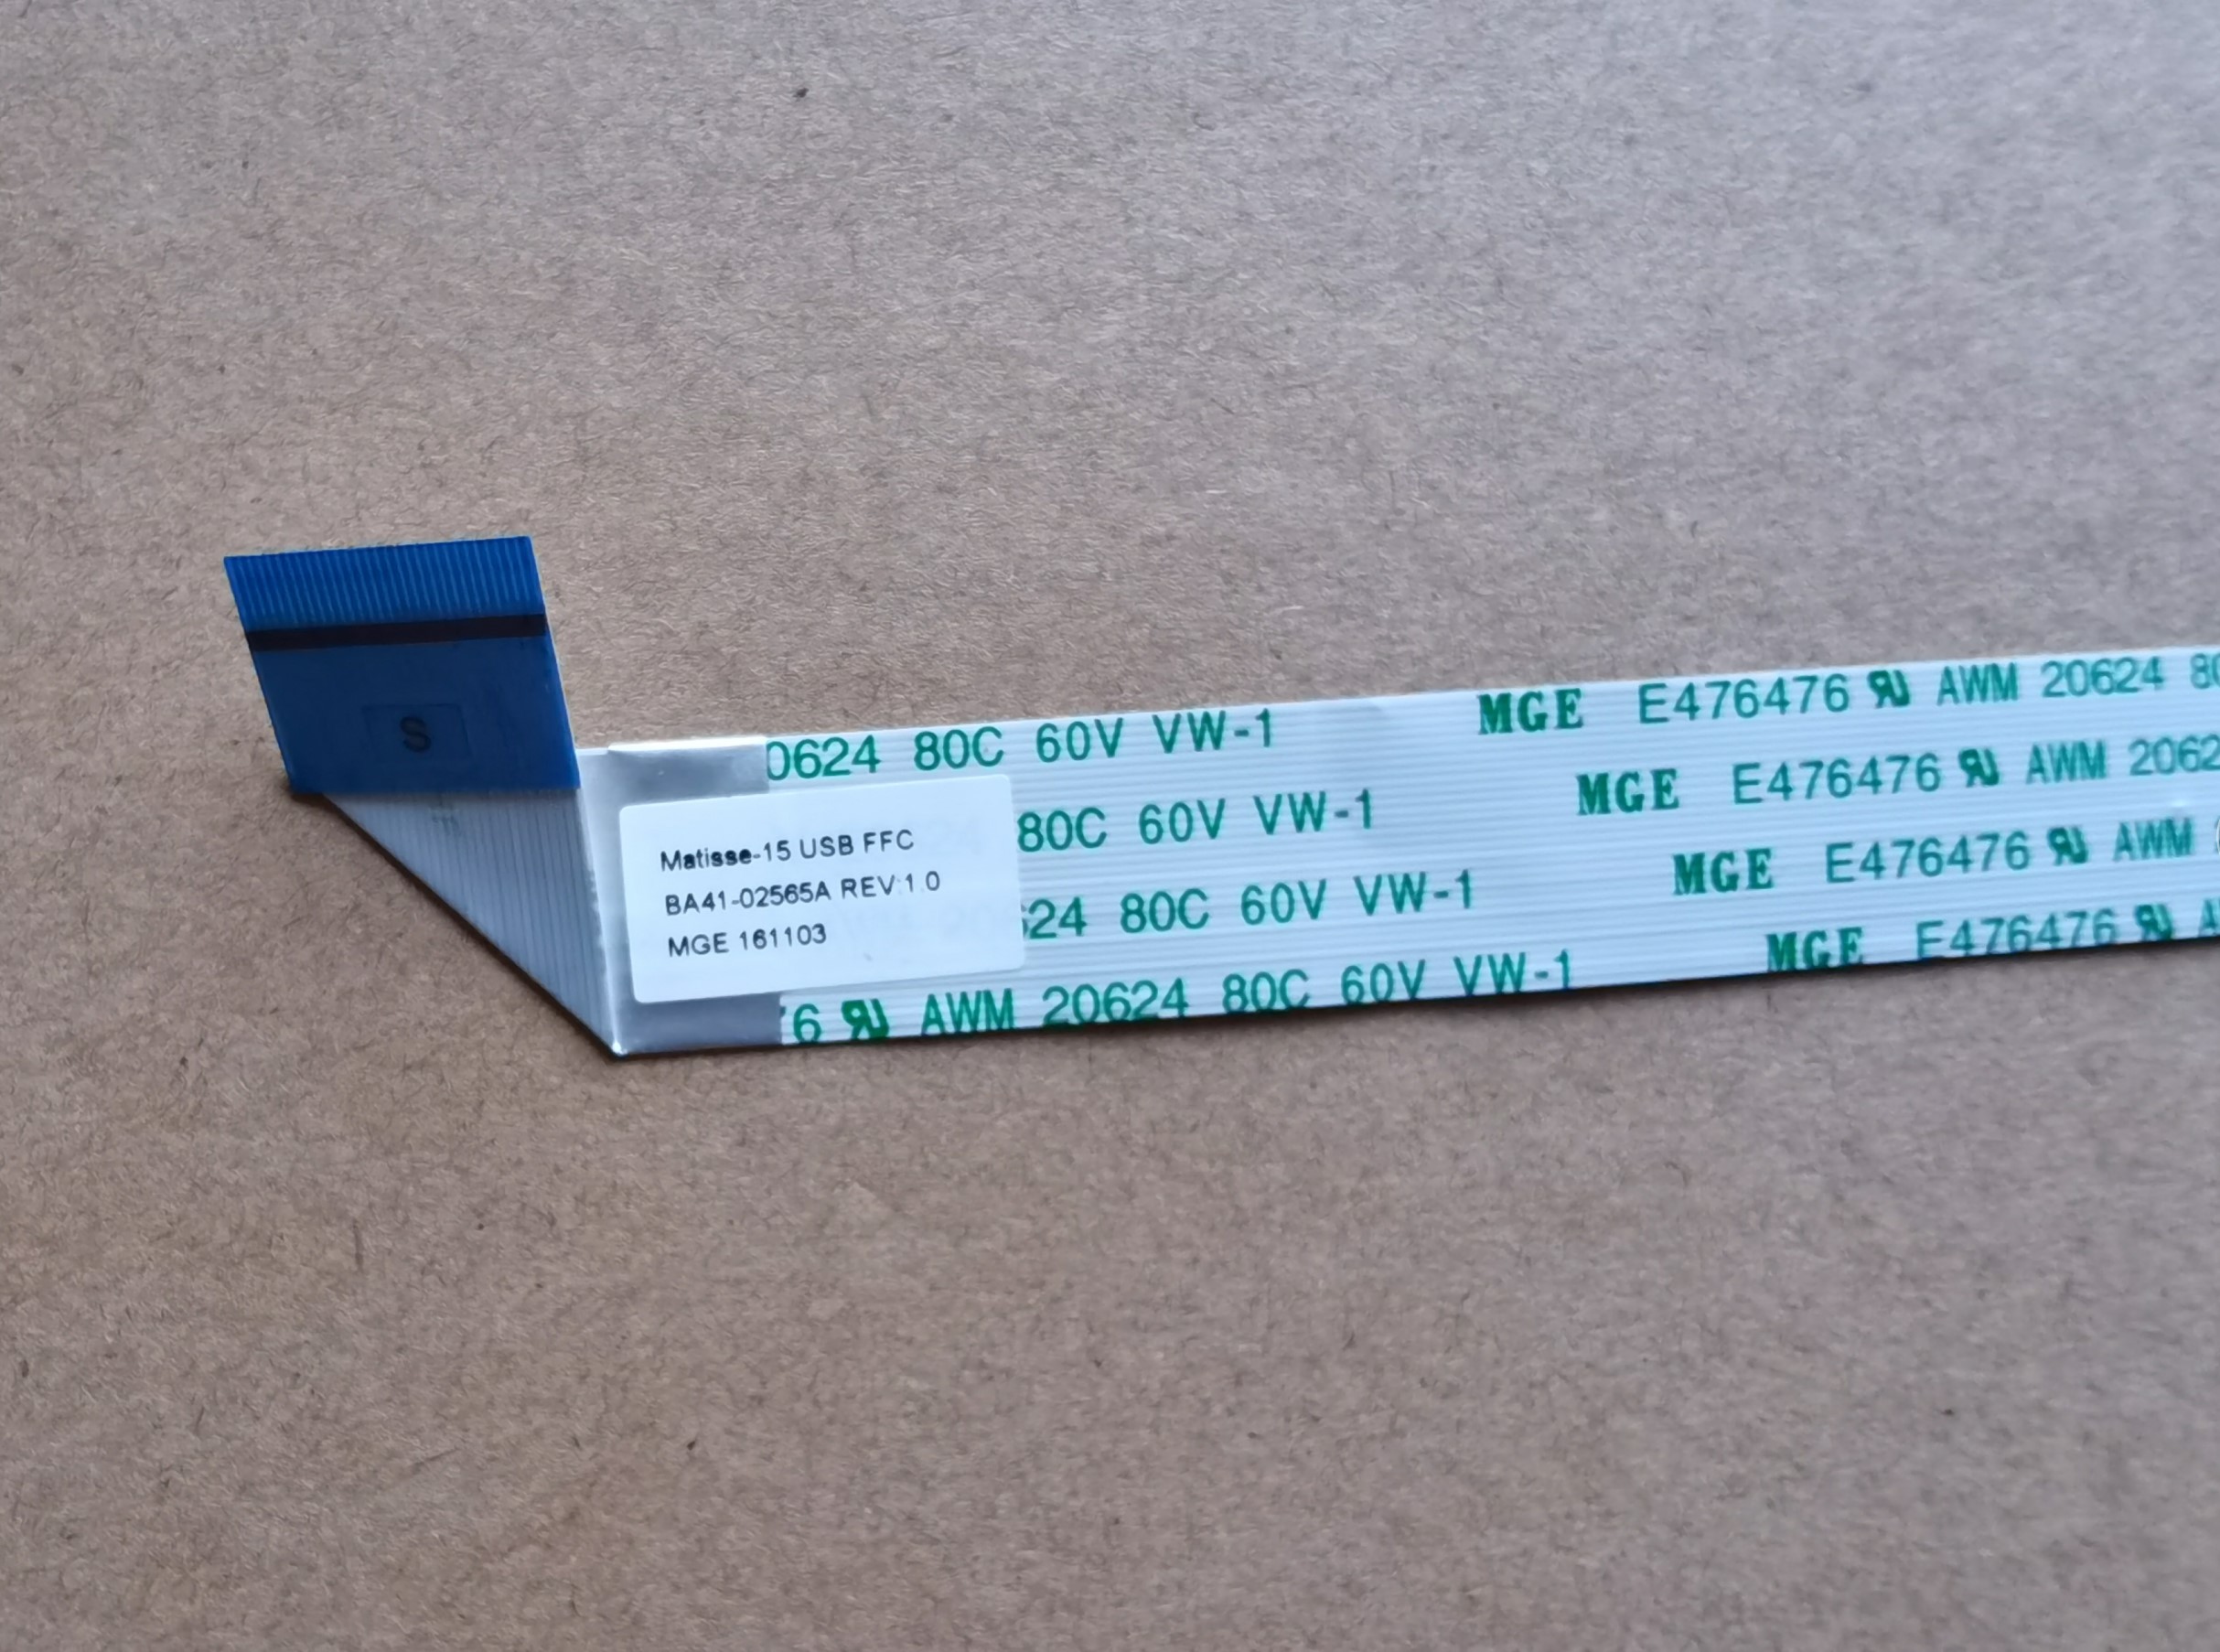 S
Matisse-15 USB FFC
BA41-02565A REV:1.0
MGE 161103
0624 80C 60V VW-1 MGE E476476 AWM 20624 80
80C 60V VW-1 MGE E476476 AWM 2062
24 80C 60V VW-1 MGE E476476 AWM
6 AWM 20624 80C 60V VW-1 MGE E476476 A